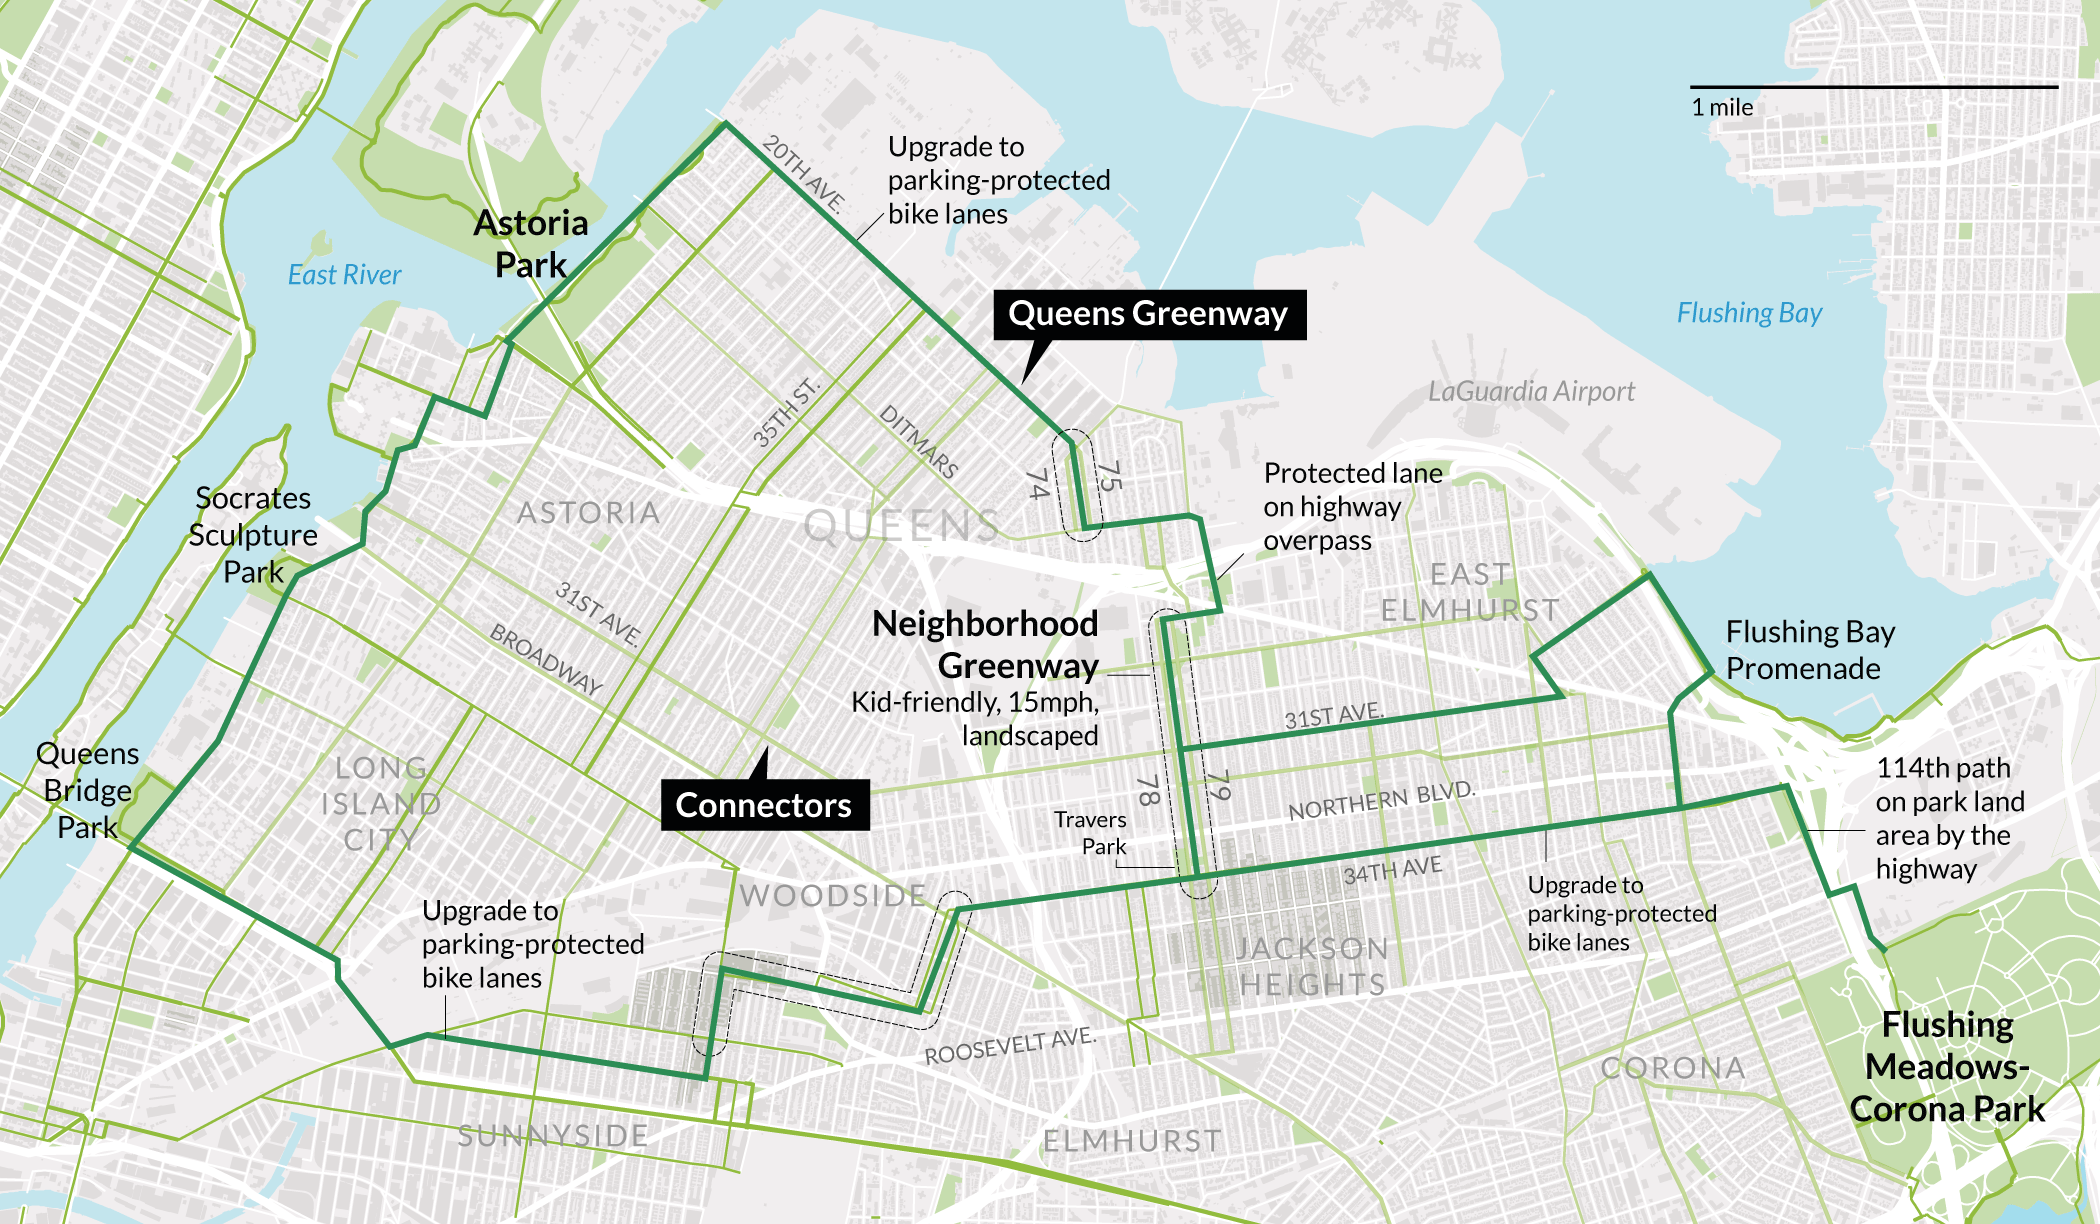 1 mile
20TH AVE.
Upgrade to
parking-protected
bike lanes
Astoria
Park
East River
Queens Greenway
Flushing Bay
LaGuardia Airport
35TH ST.
DITMARS
74
75
Protected lane
on highway
overpass
Socrates
Sculpture
Park
ASTORIA
QUEENS
EAST
ELMHURST
31ST AVE.
BROADWAY
Neighborhood
Greenway
Kid-friendly, 15mph,
landscaped
Flushing Bay
Promenade
31ST AVE.
Queens
Bridge
Park
LONG
ISLAND
CITY
Connectors
78
79
NORTHERN BLVD.
Travers
Park
114th path
on park land
area by the
highway
34TH AVE
Upgrade to
parking-protected
bike lanes
WOODSIDE
Upgrade to
parking-protected
bike lanes
JACKSON
HEIGHTS
ROOSEVELT AVE.
CORONA
Flushing
Meadows-
Corona Park
SUNNYSIDE
ELMHURST